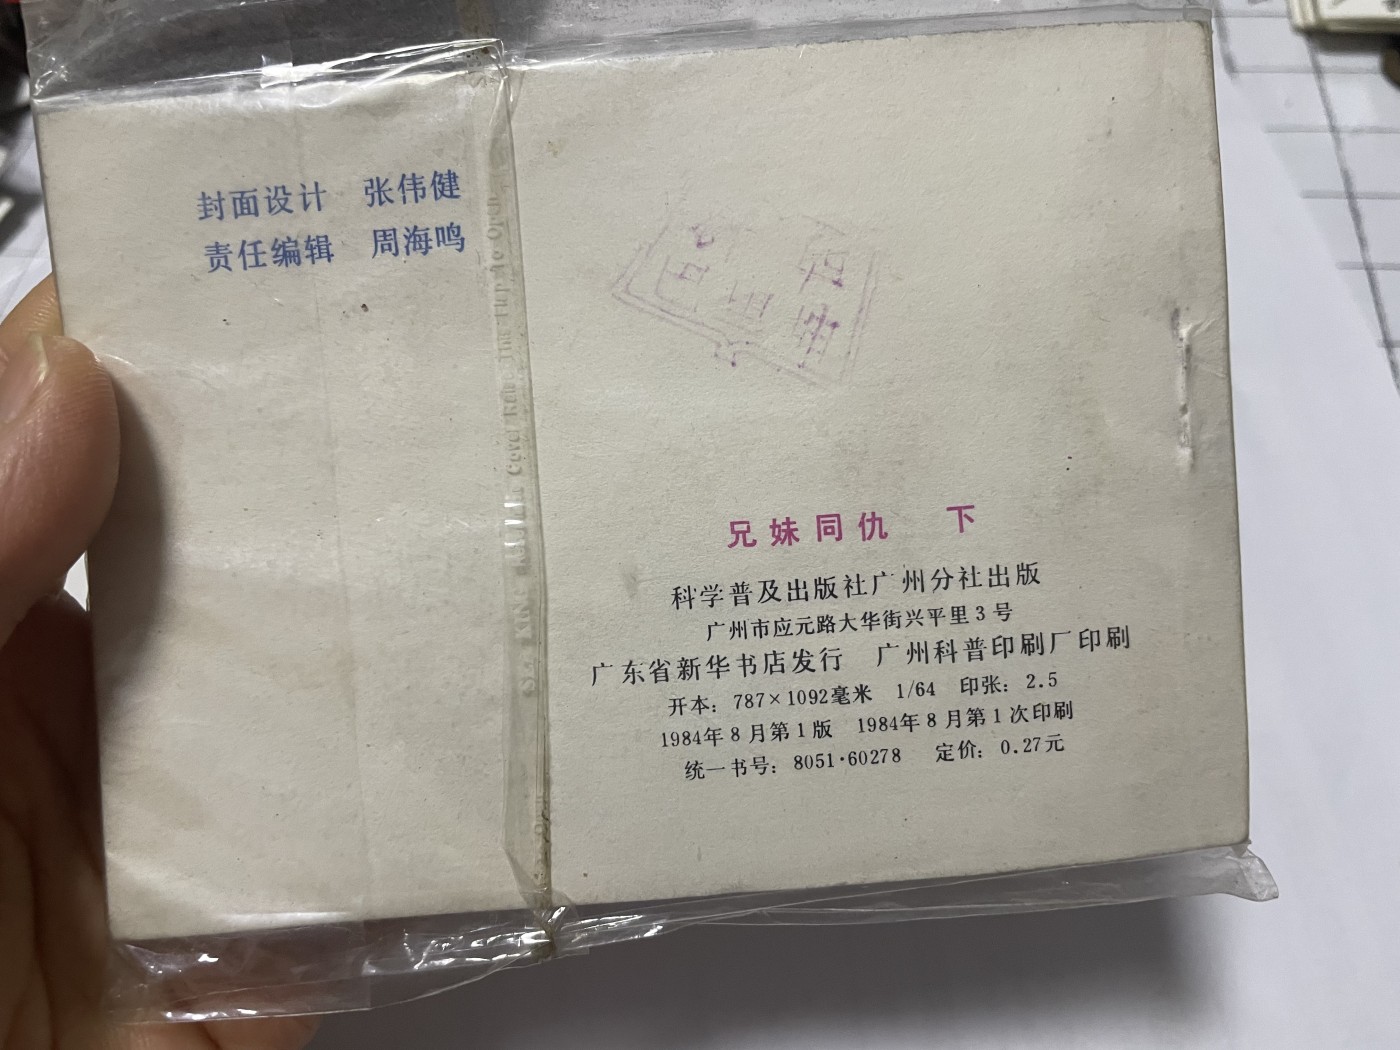 封面设计　张伟健
责任编辑　周海鸣
兄妹同仇　下
科学普及出版社广州分社出版
广州市应元路大华街兴平里3号
广东省新华书店发行　广州科普印刷厂印刷
开本：787×1092毫米　1/64　印张：2.5
1984年8月第1版　1984年8月第1次印刷
统一书号：8051·60278　定价：0.27元